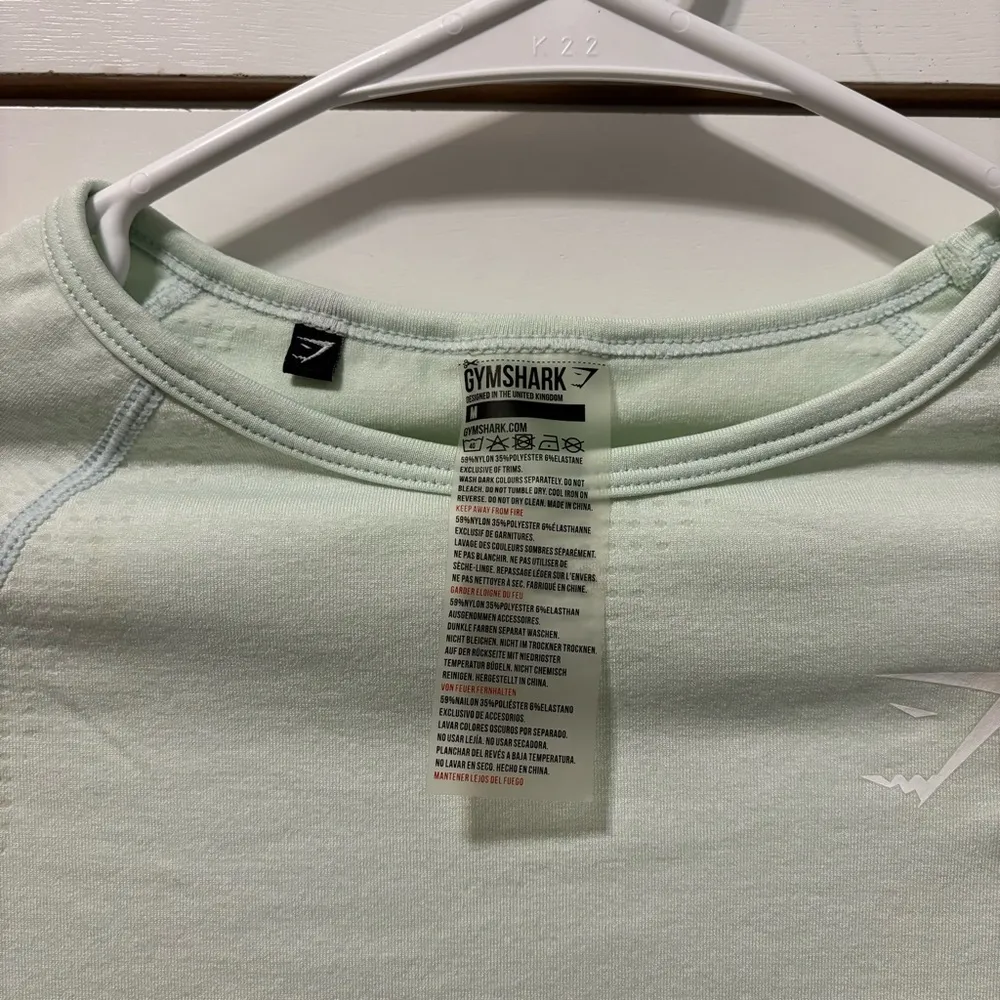 K22
GYMSHARK
DESIGNED IN THE UNITED KINGDOM
M
GYMSHARK.COM
40
59%NYLON 35%POLYESTER 6%ELASTANE
EXCLUSIVE OF TRIMS.
WASH DARK COLOURS SEPARATELY. DO NOT
BLEACH. DO NOT TUMBLE DRY. COOL IRON ON
REVERSE. DO NOT DRY CLEAN. MADE IN CHINA.
KEEP AWAY FROM FIRE
59%NYLON 35%POLYESTER 6%ÉLASTHANNE
EXCLUSIF DE GARNITURES.
LAVAGE DES COULEURS SOMBRES SÉPARÉMENT.
NE PAS BLANCHIR. NE PAS UTILISER DE
SÈCHE-LINGE. REPASSAGE LÉGER SUR L'ENVERS.
NE PAS NETTOYER À SEC. FABRIQUÉ EN CHINE.
GARDER ELOIGNE DU FEU
59%NYLON 35%POLYESTER 6%ELASTHAN
AUSGENOMMEN ACCESSOIRES.
DUNKLE FARBEN SEPARAT WASCHEN.
NICHT BLEICHEN. NICHT IM TROCKNER TROCKNEN.
AUF DER RÜCKSEITE MIT NIEDRIGSTER
TEMPERATUR BÜGELN. NICHT CHEMISCH
REINIGEN. HERGESTELLT IN CHINA.
VON FEUER FERNHALTEN
59%NAILON 35%POLIÉSTER 6%ELASTANO
EXCLUSIVO DE ACCESORIOS.
LAVAR COLORES OSCUROS POR SEPARADO.
NO USAR LEJÍA. NO USAR SECADORA.
PLANCHAR DEL REVÉS A BAJA TEMPERATURA.
NO LAVAR EN SECO. HECHO EN CHINA.
MANTENER LEJOS DEL FUEGO